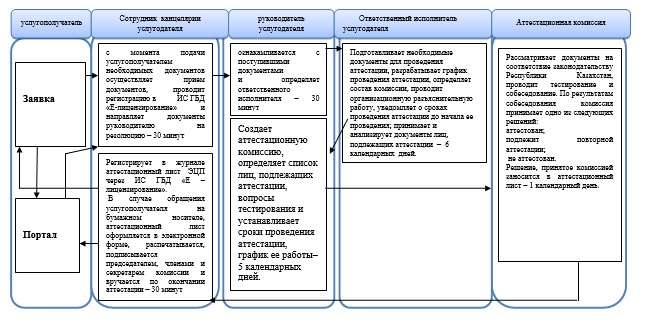 услугополучатель
Сотрудник канцелярии
услугодателя
руководитель
услугодателя
Ответственный исполнитель
услугодателя
Аттестационная комиссия
Заявка
Портал
с момента подачи
услугополучателем
необходимых документов
осуществляет прием
документов, проводит
регистрацию в ИС ГБД
«Е-лицензирование» и
направляет документы
руководителю на
резолюцию – 30 минут
Регистрирует в журнале
аттестационный лист ЭЦП
через ИС ГБД «Е –
лицензирование».
В случае обращения
услугополучателя на
бумажном носителе,
аттестационный лист
оформляется в электронной
форме, распечатывается,
подписывается
председателем, членами и
секретарем комиссии и
вручается по окончании
аттестации – 30 минут
ознакамливается с
поступившими
документами
и определяет
ответственного
исполнителя – 30
минут
Создает
аттестационную
комиссию,
определяет список
лиц, подлежащих
аттестации,
вопросы
тестирования и
устанавливает
сроки проведения
аттестации,
график ее работы–
5 календарных
дней.
Подготавливает необходимые
документы для проведения
аттестации, разрабатывает график
проведения аттестации, определяет
состав комиссии, проводит
организационную разъяснительную
работу, уведомляет о сроках
проведения аттестации до начала ее
проведения; принимает и
анализирует документы лиц,
подлежащих аттестации – 6
календарных дней.
Рассматривает документы на
соответствие законодательству
Республики Казахстан,
проводит тестирование и
собеседование. По результатам
собеседования комиссия
принимает одно из следующих
решений:
аттестован;
подлежит повторной
аттестации;
не аттестован.
Решение, принятое комиссией
заносится в аттестационный
лист – 1 календарный день.